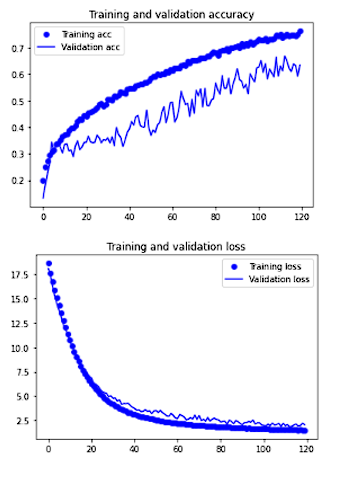 Training and validation accuracy
Training acc
Validation acc
0.7
0.6
0.5
0.4
0.3
0.2
0 20 40 60 80 100 120
Training and validation loss
Training loss
Validation loss
17.5
15.0
12.5
10.0
7.5
5.0
2.5
0 20 40 60 80 100 120